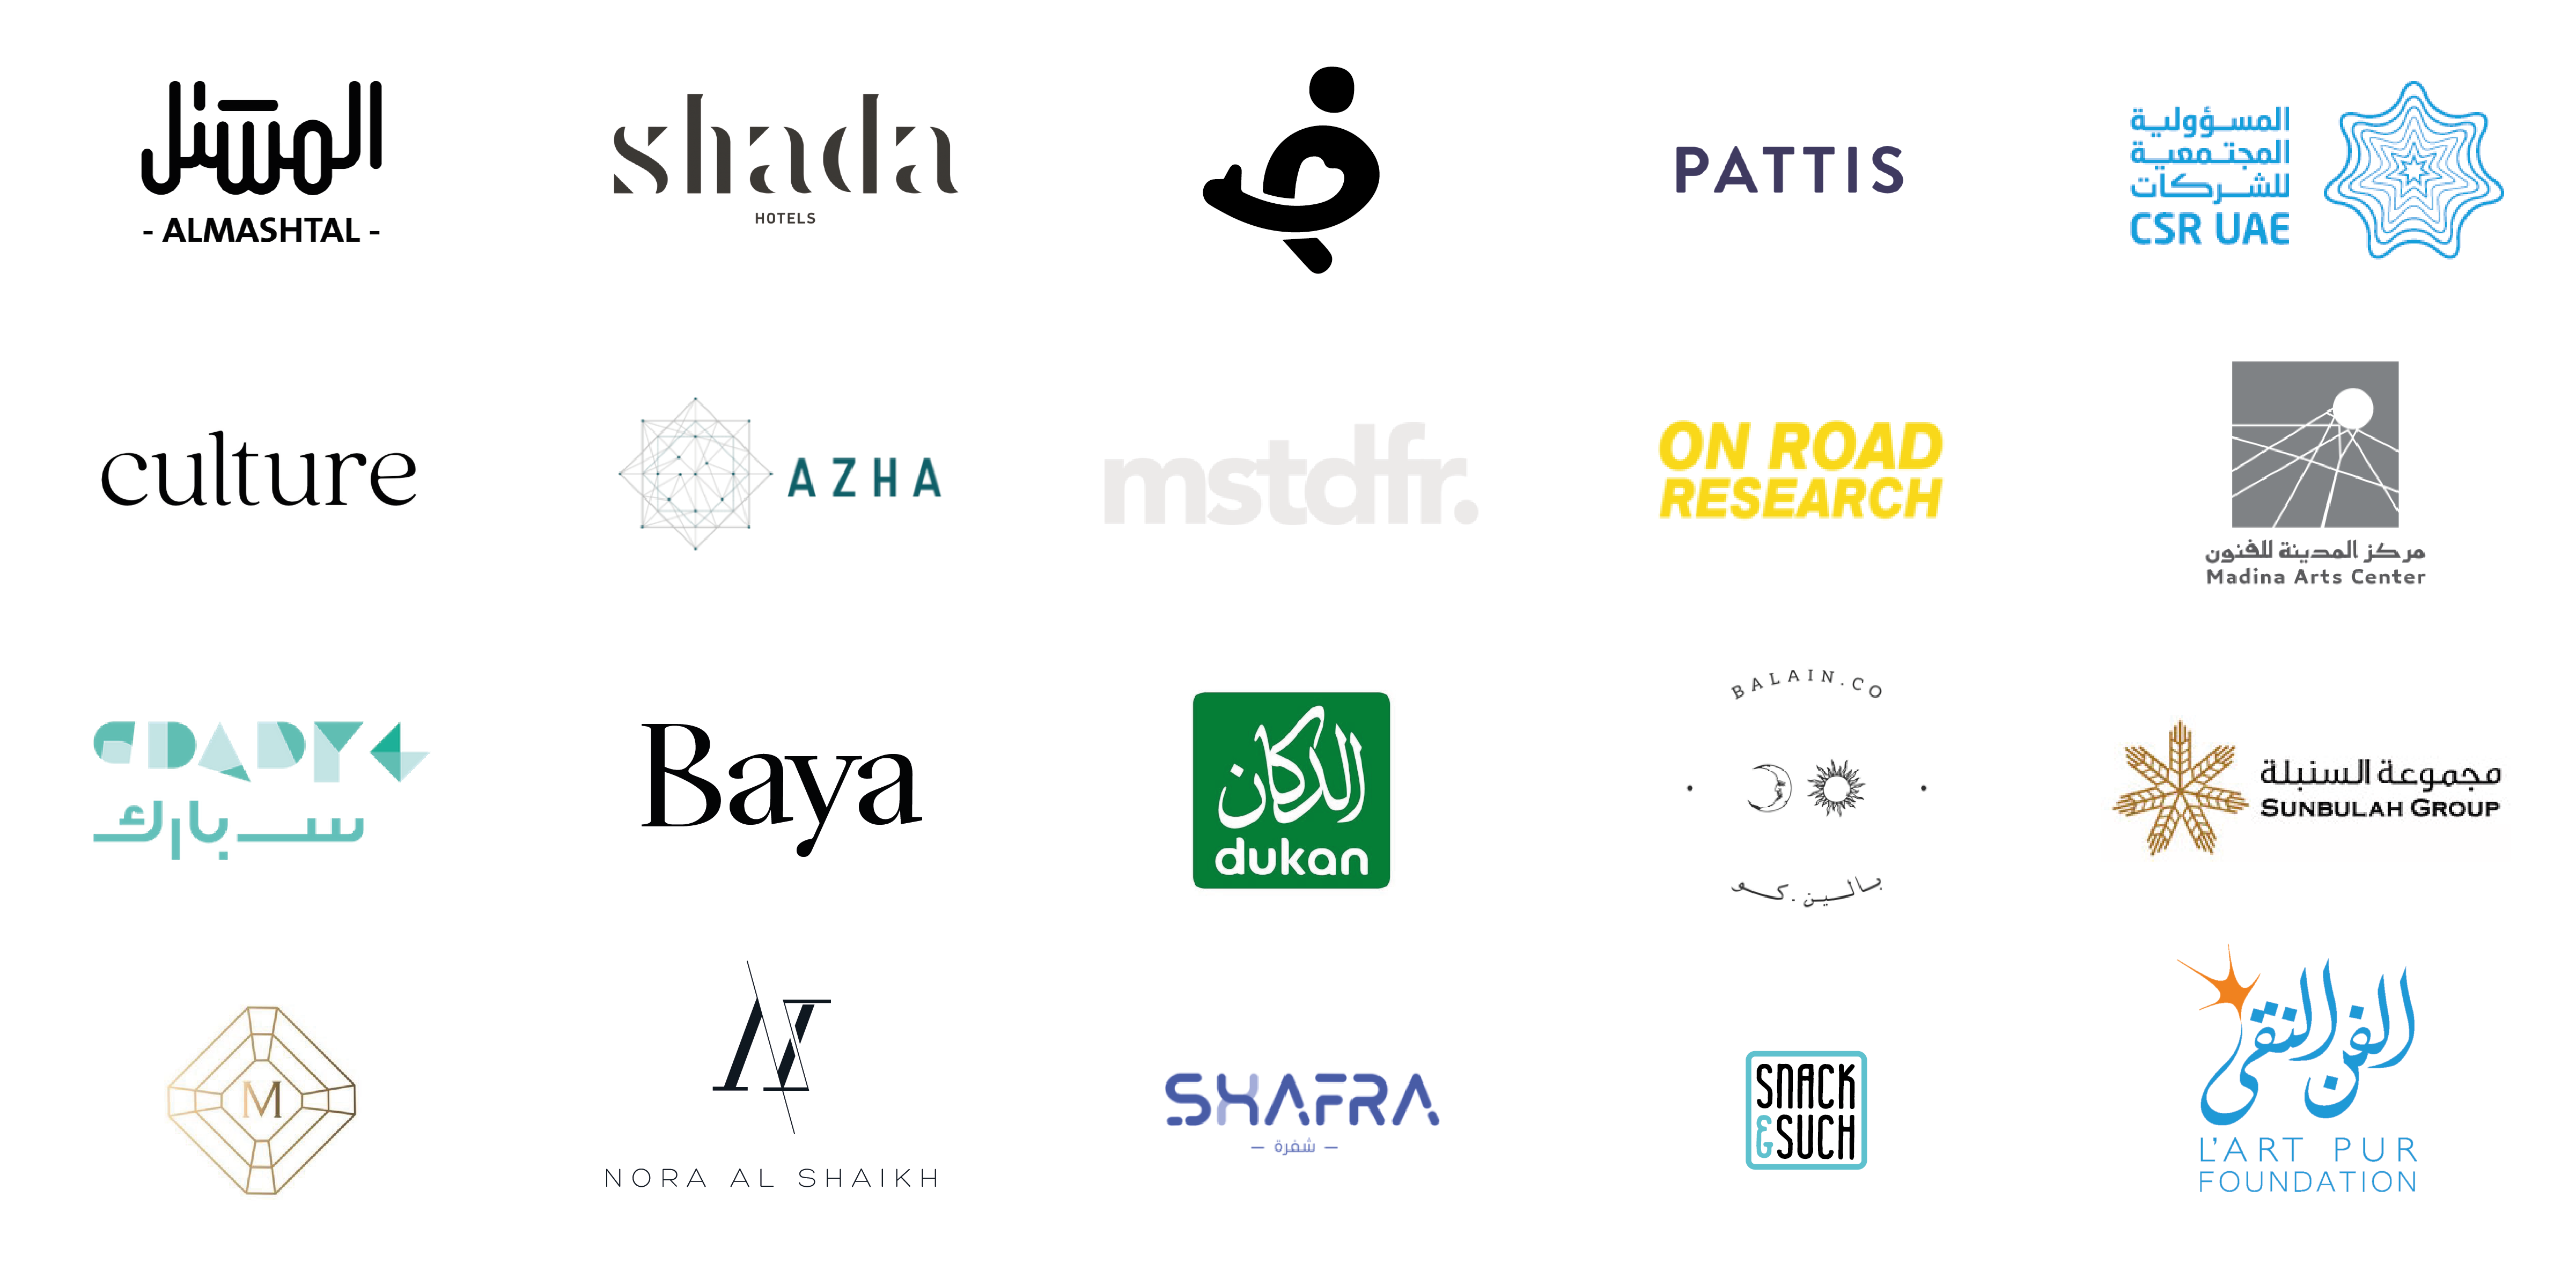 المشتل
- ALMASHTAL -
shada
HOTELS
PATTIS
المسؤولية
المجتمعية
للشركات
CSR UAE
culture
AZHA
mstdfr.
ON ROAD
RESEARCH
مركز المدينة للفنون
Madina Arts Center
سبارك
Baya
الدكان
dukan
BALAIN.CO
بالين.كو
مجموعة السنبلة
SUNBULAH GROUP
M
NS
NORA AL SHAIKH
SHAFRA
– شفرة –
SNACK
&SUCH
الفن النقي
L'ART PUR
FOUNDATION